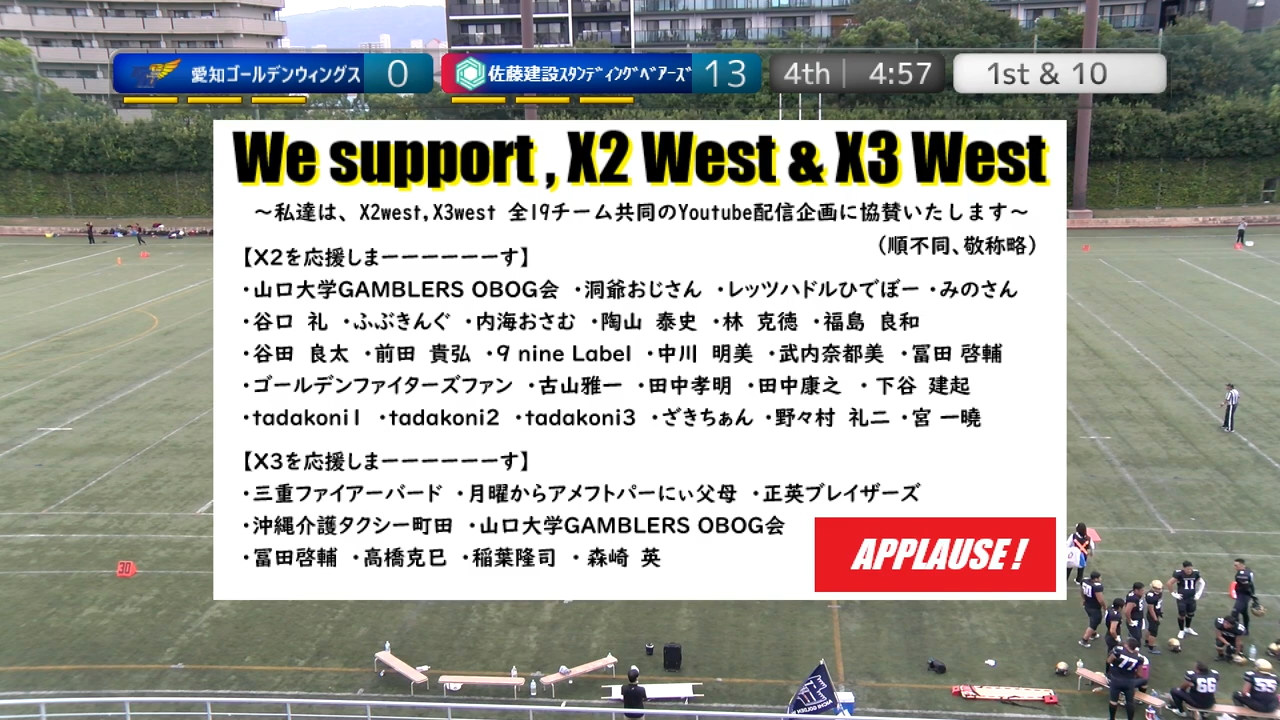 愛知ゴールデンウィングス 0 佐藤建設ｽﾀﾝﾃﾞｨﾝｸﾞﾍﾞｱｰｽﾞ 13 4th 4:57 1st & 10
We support , X2 West & X3 West
～私達は、X2west,X3west 全19チーム共同のYoutube配信企画に協賛いたします～
（順不同、敬称略）
【X2を応援しまーーーーーーす】
・山口大学GAMBLERS OBOG会 ・洞爺おじさん ・レッツハドルひでぼー ・みのさん
・谷口 礼 ・ふぶきんぐ ・内海おさむ ・陶山 泰史 ・林 克徳 ・福島 良和
・谷田 良太 ・前田 貴弘 ・9 nine Label ・中川 明美 ・武内奈都美 ・冨田 啓輔
・ゴールデンファイターズファン ・古山雅一 ・田中孝明 ・田中康之 ・下谷 建起
・tadakoni1 ・tadakoni2 ・tadakoni3 ・ざきちぁん ・野々村 礼二 ・宮 一曉
【X3を応援しまーーーーーーす】
・三重ファイアーバード ・月曜からアメフトパーにぃ父母 ・正英ブレイザーズ
・沖縄介護タクシー町田 ・山口大学GAMBLERS OBOG会
・冨田啓輔 ・高橋克巳 ・稲葉隆司 ・森崎 英
APPLAUSE !
30
11
77
66
55